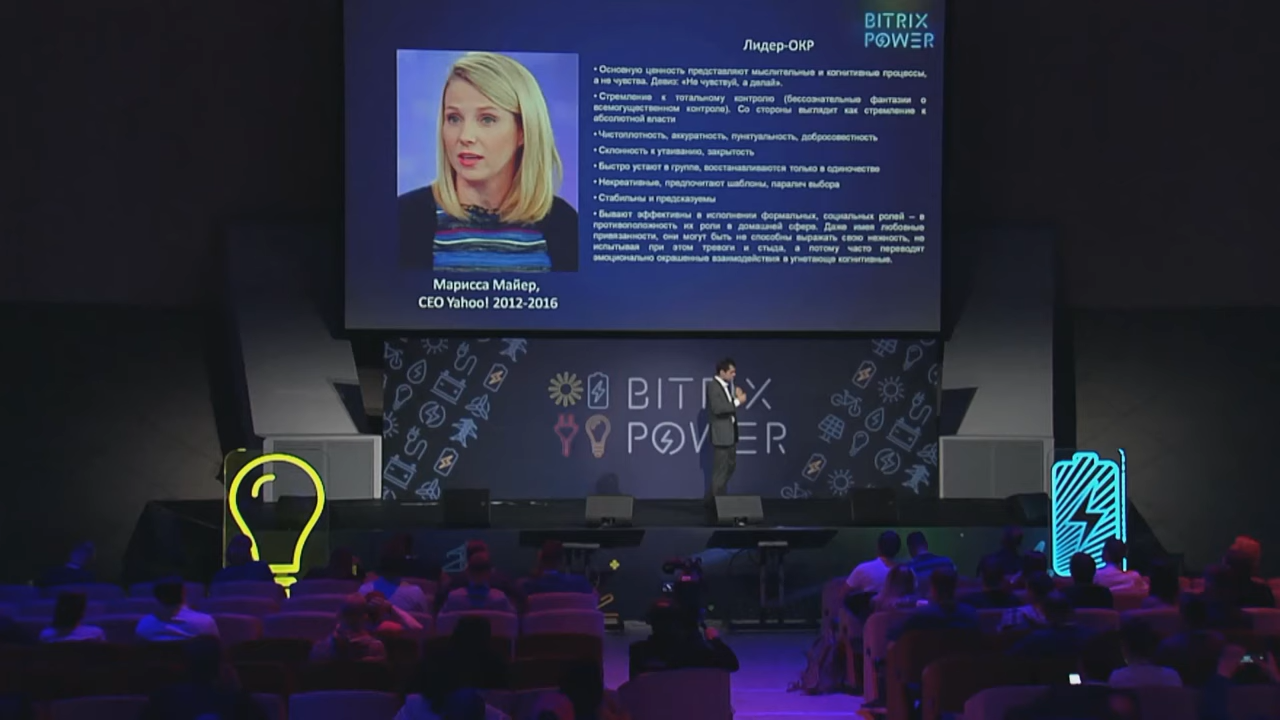 BITRIX
POWER
Лидер-ОКР
• Основную ценность представляют мыслительные и когнитивные процессы,
а не чувства. Девиз: «Не чувствуй, а делай».
• Стремление к тотальному контролю (бессознательные фантазии о
всемогущественном контроле). Со стороны выглядит как стремление к
абсолютной власти
• Чистоплотность, аккуратность, пунктуальность, добросовестность
• Склонность к утаиванию, закрытость
• Быстро устают в группе, восстанавливаются только в одиночестве
• Некреативные, предпочитают шаблоны, паралич выбора
• Стабильны и предсказуемы
• Бывают эффективны в исполнении формальных, социальных ролей – в
противоположность их роли в домашней сфере. Даже имея любовные
привязанности, они могут быть не способны выражать свою нежность, не
испытывая при этом тревоги и стыда, а потому часто переводят
эмоционально окрашенные взаимодействия в угнетающе когнитивные.
Марисса Майер,
CEO Yahoo! 2012-2016
BITRIX
POWER